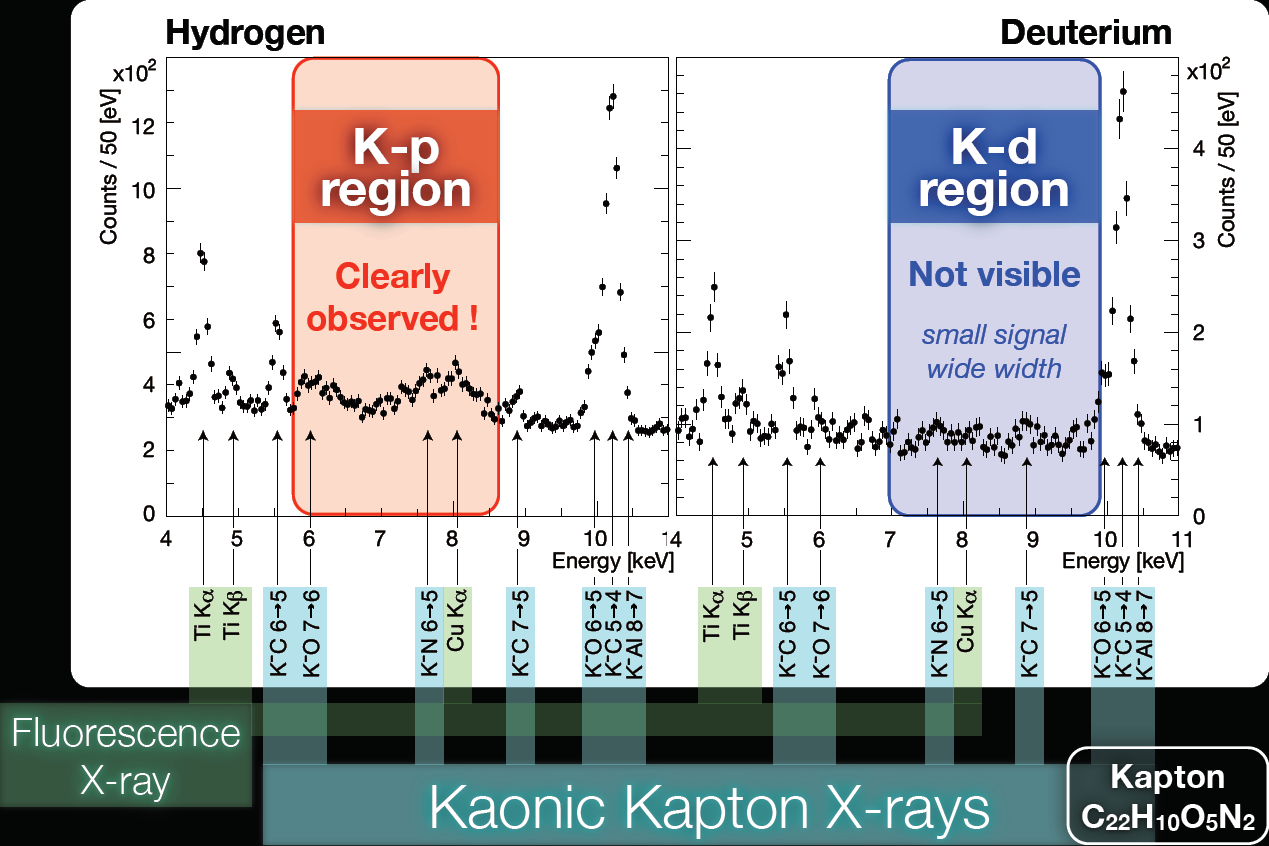 Hydrogen
Deuterium
x10²
12
10
8
6
4
2
0
Counts / 50 [eV]
K-p
region
Clearly
observed !
4 5 6 7 8 9 10 1
Energy [keV]
x10²
4
3
2
1
0
Counts / 50 [eV]
K-d
region
Not visible
small signal
wide width
4 5 6 7 8 9 10 11
Energy [keV]
Ti Kα
Ti Kβ
K⁻C 6→5
K⁻O 7→6
K⁻N 6→5
Cu Kα
K⁻C 7→5
K⁻O 6→5
K⁻C 5→4
K⁻Al 8→7
Ti Kα
Ti Kβ
K⁻C 6→5
K⁻O 7→6
K⁻N 6→5
Cu Kα
K⁻C 7→5
K⁻O 6→5
K⁻C 5→4
K⁻Al 8→7
Fluorescence
X-ray
Kaonic Kapton X-rays
Kapton
C₂₂H₁₀O₅N₂